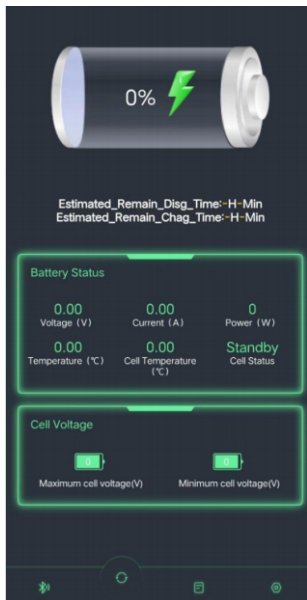 0%
Estimated_Remain_Disg_Time:-H-Min
Estimated_Remain_Chag_Time:-H-Min
Battery Status
0.00 0.00 0
Voltage (V) Current (A) Power (W)
0.00 0.00 Standby
Temperature (℃) Cell Temperature Cell Status
(℃)
Cell Voltage
0 0
Maximum cell voltage(V) Minimum cell voltage(V)